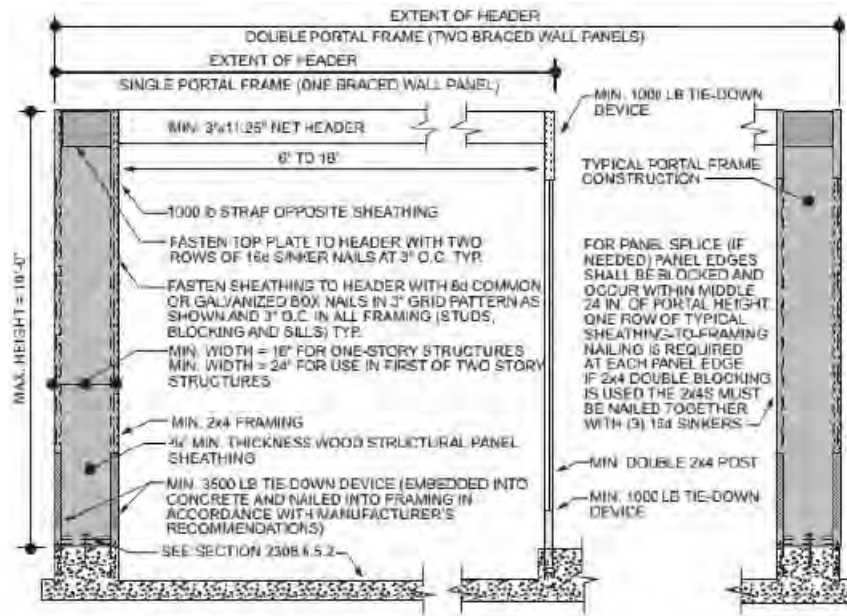 EXTENT OF HEADER
DOUBLE PORTAL FRAME (TWO BRACED WALL PANELS)
EXTENT OF HEADER
SINGLE PORTAL FRAME (ONE BRACED WALL PANEL)
MIN. 1000 LB TIE-DOWN
DEVICE
MIN. 3"x11.25" NET HEADER
6' TO 18'
TYPICAL PORTAL FRAME
CONSTRUCTION
1000 lb STRAP OPPOSITE SHEATHING
FASTEN TOP PLATE TO HEADER WITH TWO
ROWS OF 16d SINKER NAILS AT 3" O.C. TYP.
FASTEN SHEATHING TO HEADER WITH 8d COMMON
OR GALVANIZED BOX NAILS IN 3" GRID PATTERN AS
SHOWN AND 3" O.C. IN ALL FRAMING (STUDS,
BLOCKING AND SILLS) TYP.
MIN. WIDTH = 16" FOR ONE-STORY STRUCTURES
MIN. WIDTH = 24" FOR USE IN FIRST OF TWO STORY
STRUCTURES
MAX. HEIGHT = 10'-0"
FOR PANEL SPLICE (IF
NEEDED) PANEL EDGES
SHALL BE BLOCKED AND
OCCUR WITHIN MIDDLE
24 IN. OF PORTAL HEIGHT.
ONE ROW OF TYPICAL
SHEATHING-TO-FRAMING
NAILING IS REQUIRED
AT EACH PANEL EDGE
IF 2x4 DOUBLE BLOCKING
IS USED THE 2x4S MUST
BE NAILED TOGETHER
WITH (3) 16d SINKERS
MIN. 2x4 FRAMING
MIN. THICKNESS WOOD STRUCTURAL PANEL
SHEATHING
MIN. 3500 LB TIE-DOWN DEVICE (EMBEDDED INTO
CONCRETE AND NAILED INTO FRAMING IN
ACCORDANCE WITH MANUFACTURER'S
RECOMMENDATIONS)
MIN. DOUBLE 2x4 POST
MIN. 1000 LB TIE-DOWN
DEVICE
SEE SECTION 2308.6.5.2